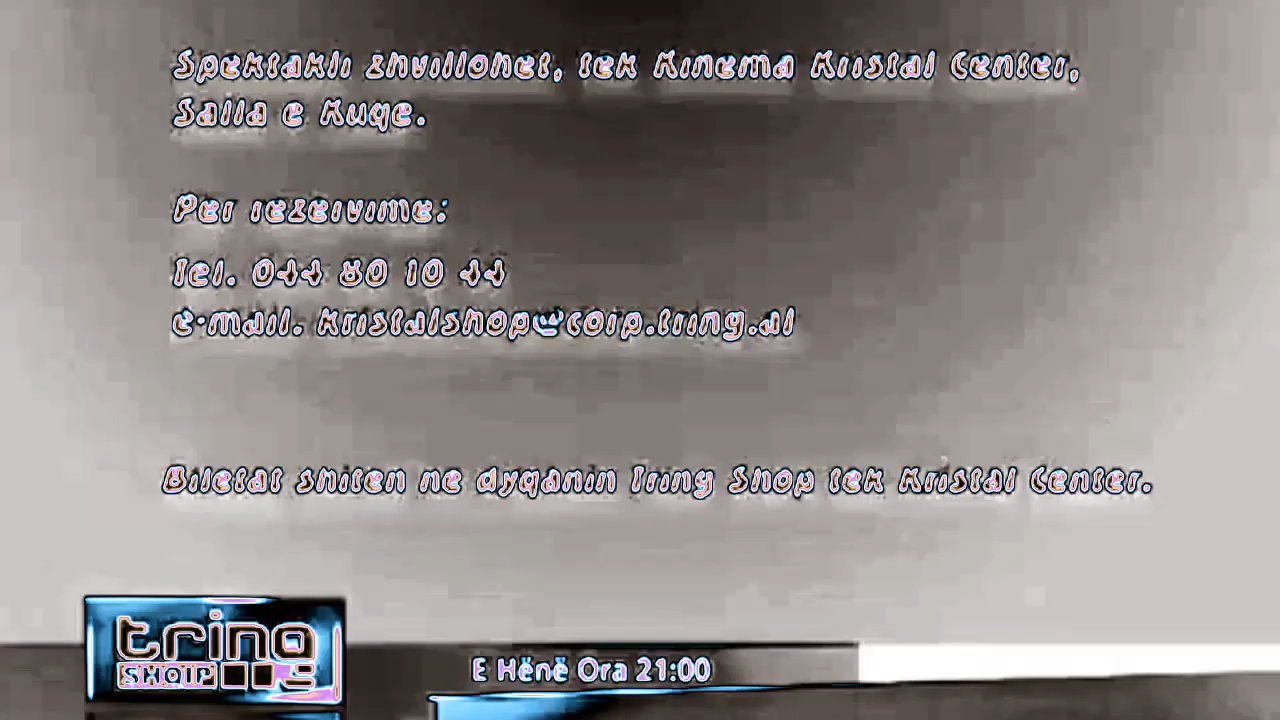 Spektakli zhvillohet, tek Kinema Kristal Center,
Salla e Kuqe.
Per rezervime:
Tel. 044 80 10 44
e-mail. kristalshop@corp.tring.al
Biletat shiten ne dyqanin Tring Shop tek Kristal Center.
tring
SHQIP
E Hënë Ora 21:00